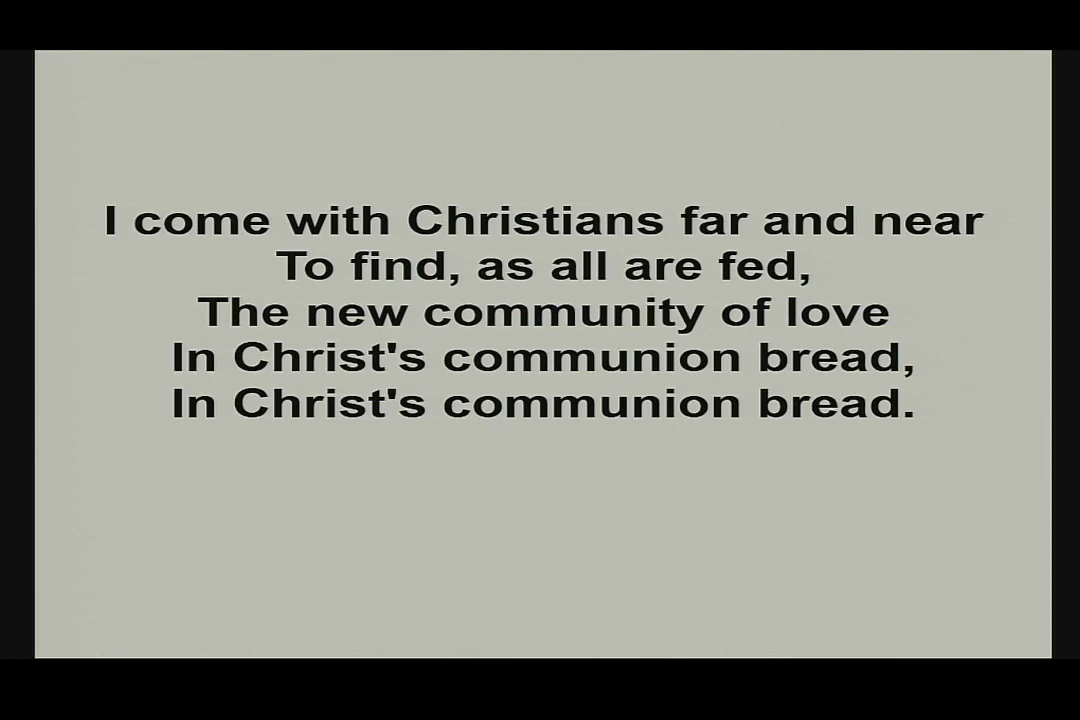 I come with Christians far and near
To find, as all are fed,
The new community of love
In Christ's communion bread,
In Christ's communion bread.